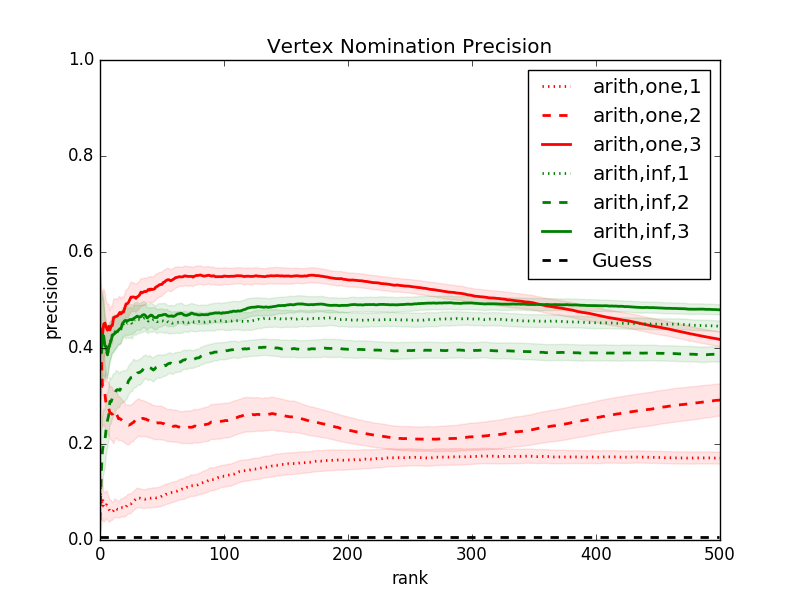 Vertex Nomination Precision
1.0
0.8
0.6
0.4
0.2
0.0
precision
arith,one,1
arith,one,2
arith,one,3
arith,inf,1
arith,inf,2
arith,inf,3
Guess
0 100 200 300 400 500
rank